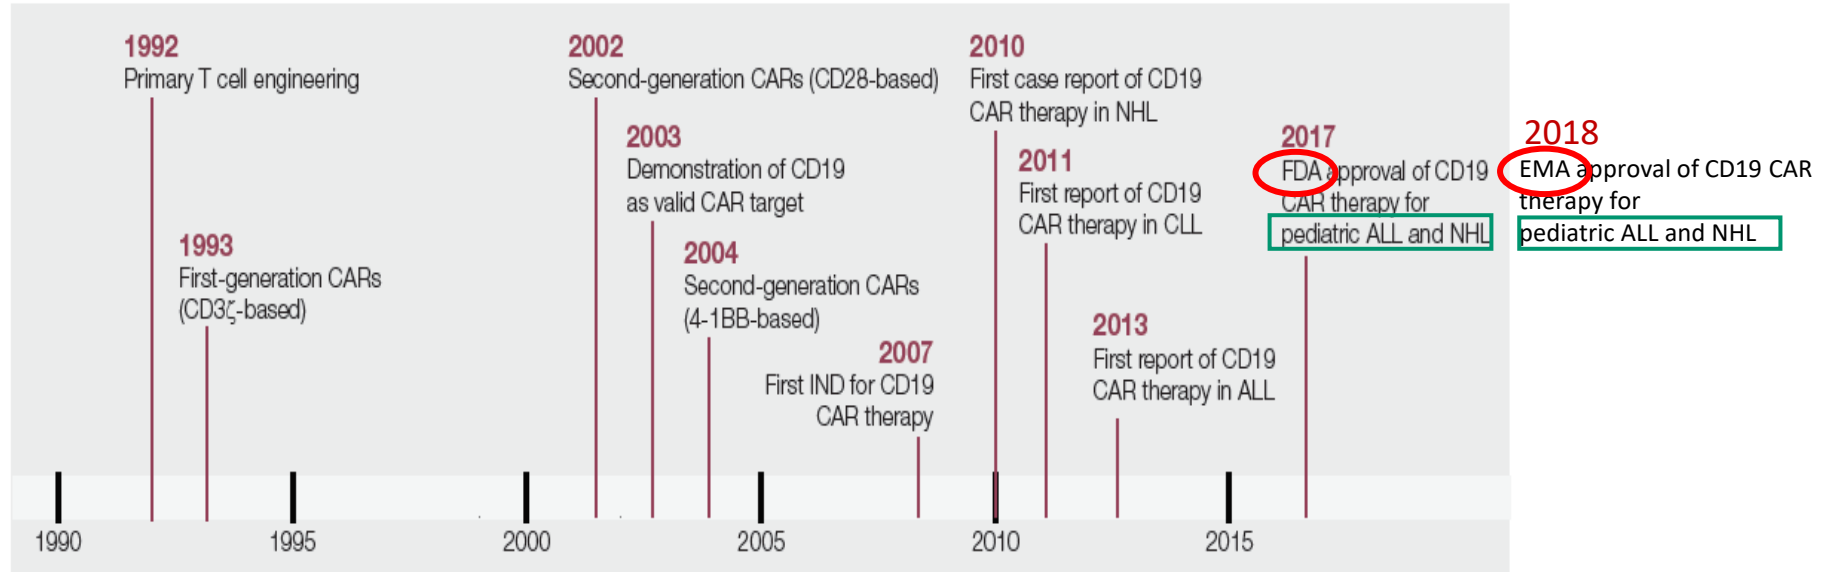 1992
Primary T cell engineering
1993
First-generation CARs
(CD3ζ-based)
2002
Second-generation CARs (CD28-based)
2003
Demonstration of CD19
as valid CAR target
2004
Second-generation CARs
(4-1BB-based)
2007
First IND for CD19
CAR therapy
2010
First case report of CD19
CAR therapy in NHL
2011
First report of CD19
CAR therapy in CLL
2013
First report of CD19
CAR therapy in ALL
2017
FDA approval of CD19
CAR therapy for
pediatric ALL and NHL
2018
EMA approval of CD19 CAR
therapy for
pediatric ALL and NHL
1990
1995
2000
2005
2010
2015